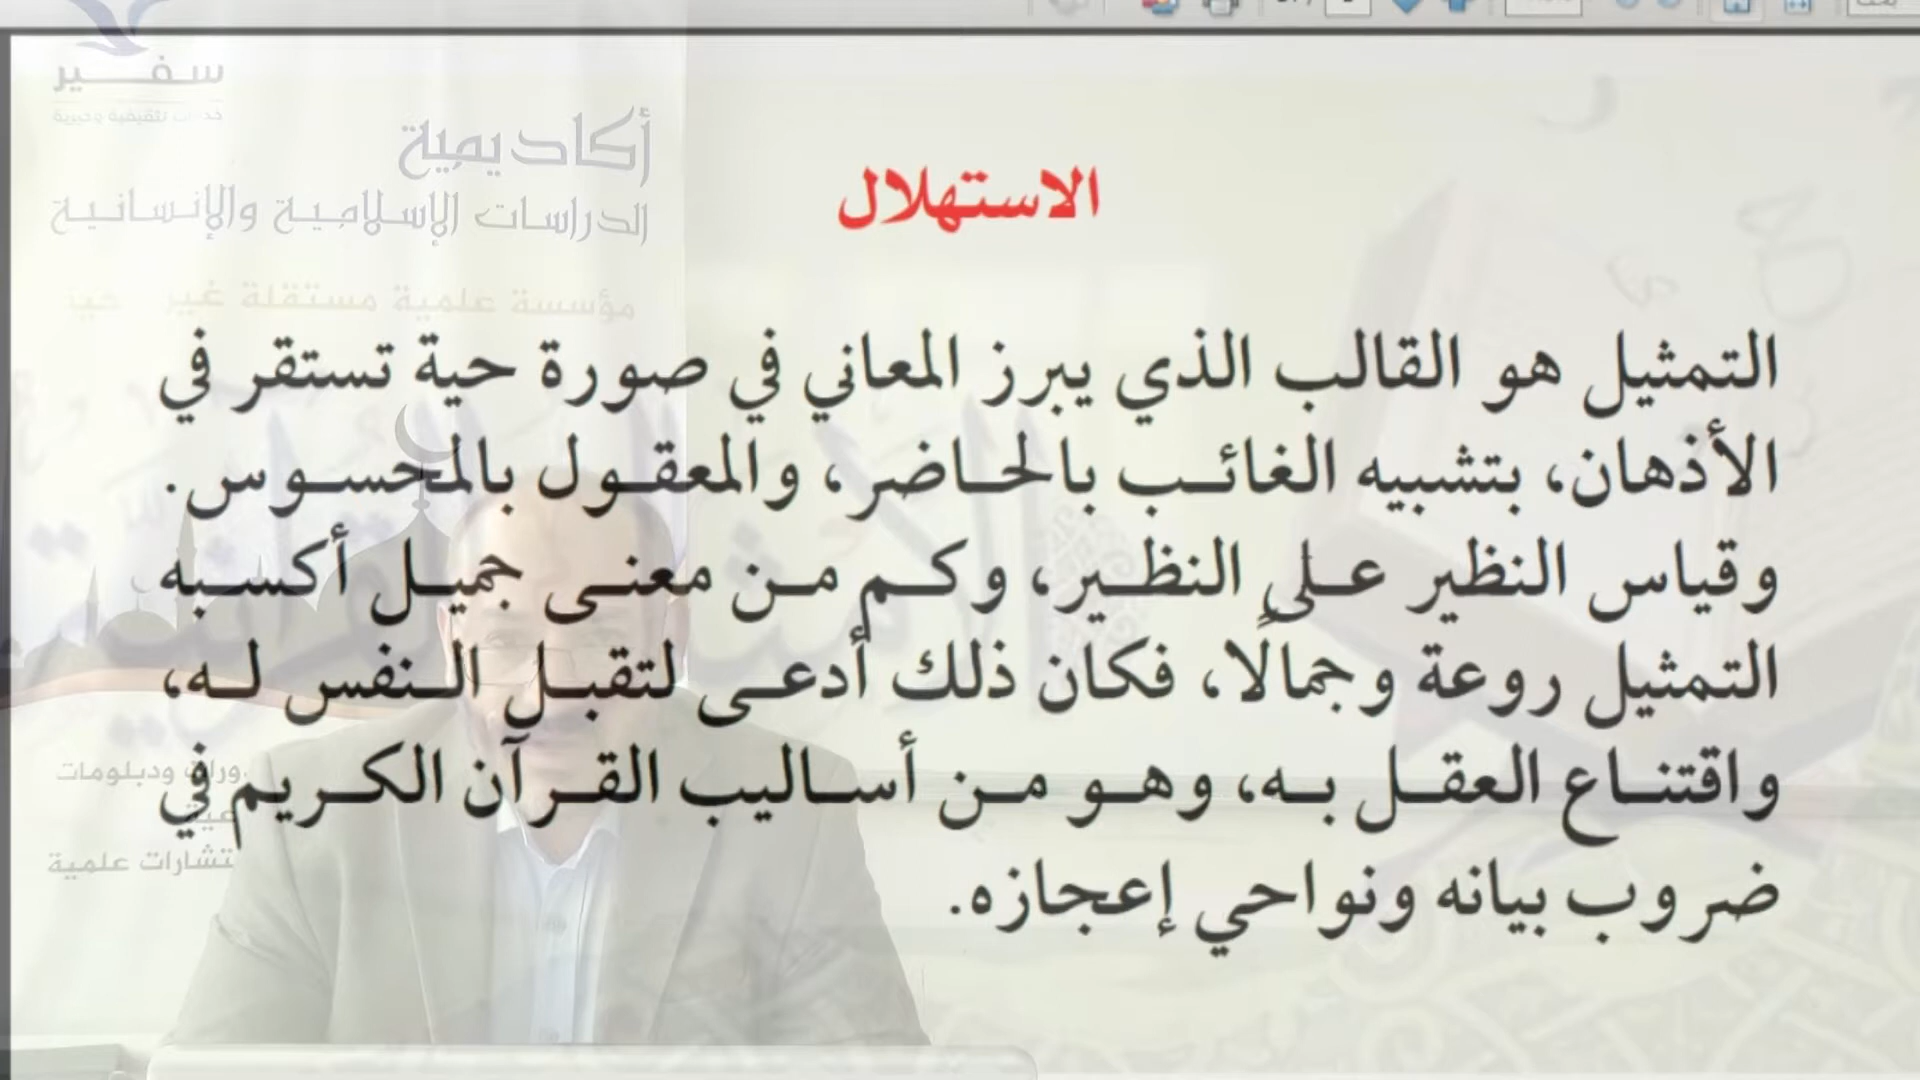 سفير
أكاديمية
الدراسات الإسلامية والإنسانية
مؤسسة علمية مستقلة غير
الاستهلال
التمثيل هو القالب الذي يبرز المعاني في صورة حية تستقر في
الأذهان، بتشبيه الغائب بالحاضر، والمعقول بالمحسوس.
وقياس النظير على النظير، وكم من معنى جميل أكسبه
التمثيل روعة وجمالًا، فكان ذلك أدعى لتقبل النفس له،
واقتناع العقل به، وهو من أساليب القرآن الكريم في
ضروب بيانه ونواحي إعجازه.
ودبلومات
علمية